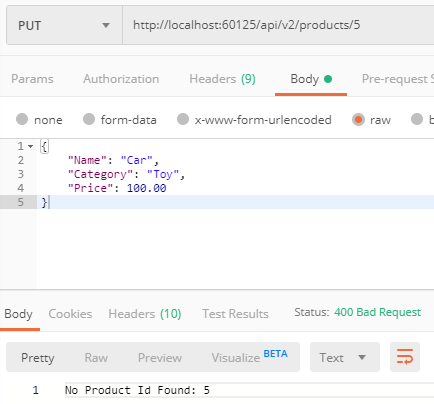 PUT http://localhost:60125/api/v2/products/5
Params Authorization Headers (9) Body Pre-request S
none form-data x-www-form-urlencoded raw b
1 {
2 "Name": "Car",
3 "Category": "Toy",
4 "Price": 100.00
5 }
Body Cookies Headers (10) Test Results Status: 400 Bad Request
Pretty Raw Preview Visualize BETA Text
1 No Product Id Found: 5